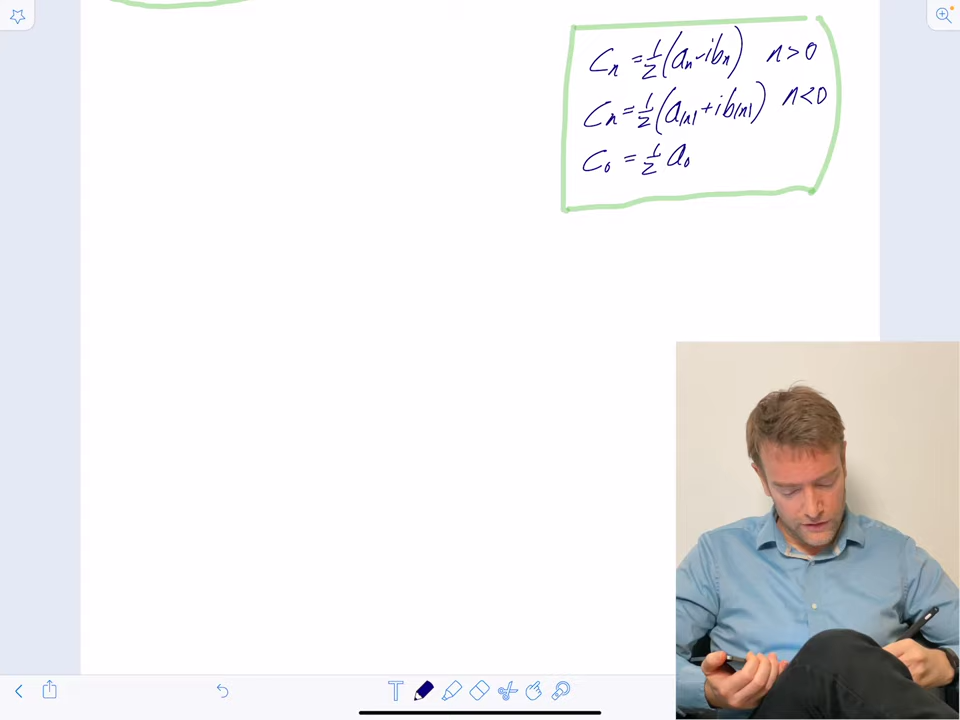 Cₙ = ½(aₙ − ibₙ) n > 0
Cₙ = ½(a|ₙ| + ib|ₙ|) n < 0
C₀ = ½ a₀
T